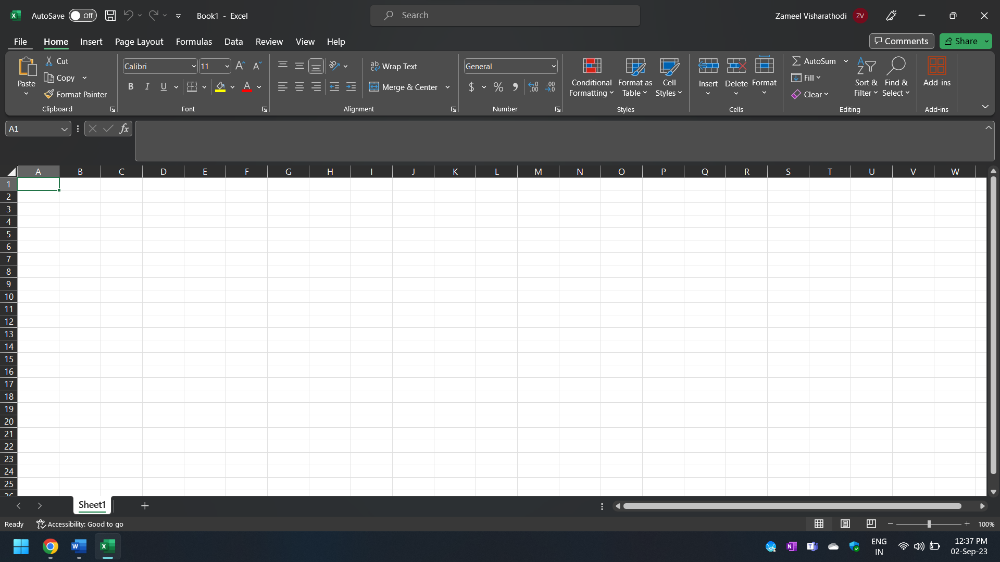 AutoSave Off Book1 - Excel Search Zameel Visharathodi ZV
File Home Insert Page Layout Formulas Data Review View Help Comments Share
Paste
Cut
Copy
Format Painter
Clipboard
Calibri 11
B I U A
Font
ab Wrap Text
Merge & Center
Alignment
General
$ % 9 .00
Number
Conditional Formatting
Format as Table
Cell Styles
Styles
Insert Delete Format
Cells
AutoSum
Fill
Clear
Sort & Filter
Find & Select
Editing
Add-ins
Add-ins
A1 fx
A B C D E F G H I J K L M N O P Q R S T U V W
1
2
3
4
5
6
7
8
9
10
11
12
13
14
15
16
17
18
19
20
21
22
23
24
25
26
Sheet1
Ready Accessibility: Good to go 100%
ENG
IN
12:37 PM
02-Sep-23